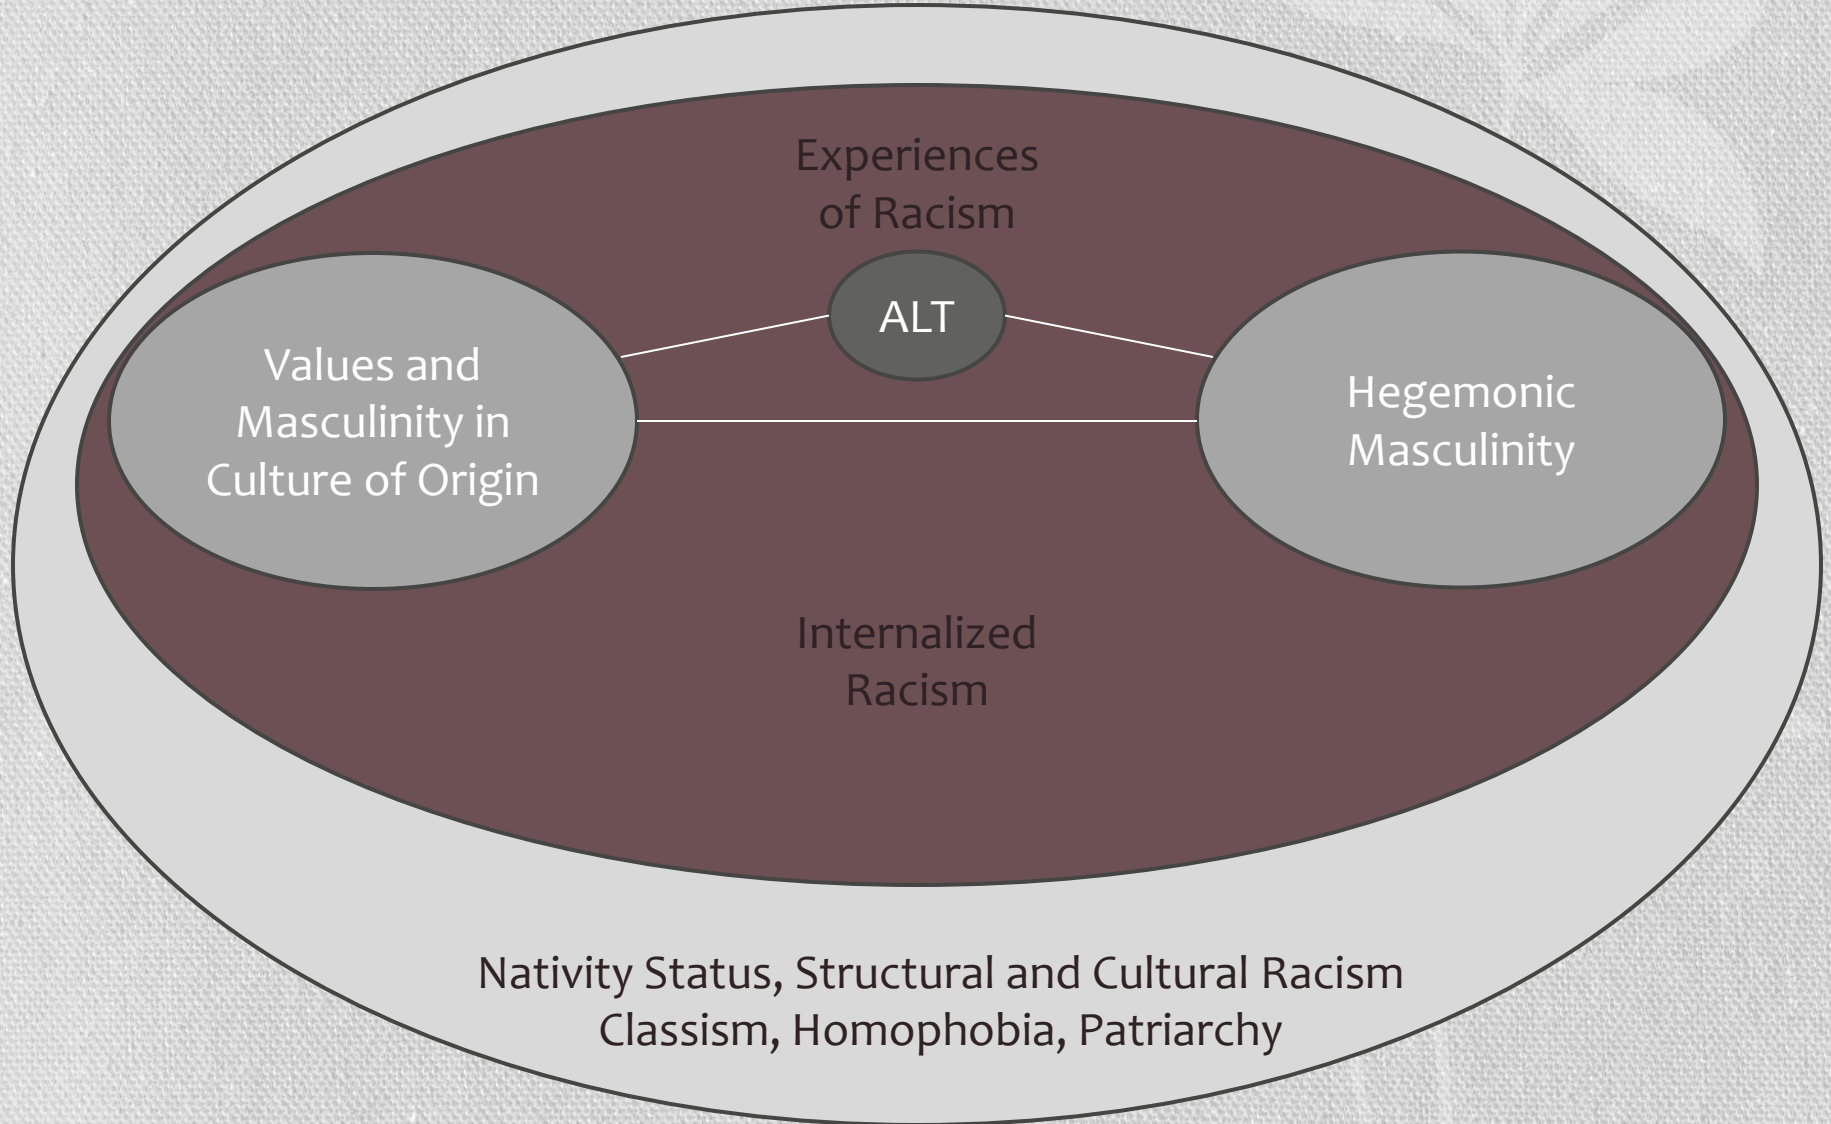 Experiences
of Racism
ALT
Values and
Masculinity in
Culture of Origin
Hegemonic
Masculinity
Internalized
Racism
Nativity Status, Structural and Cultural Racism
Classism, Homophobia, Patriarchy